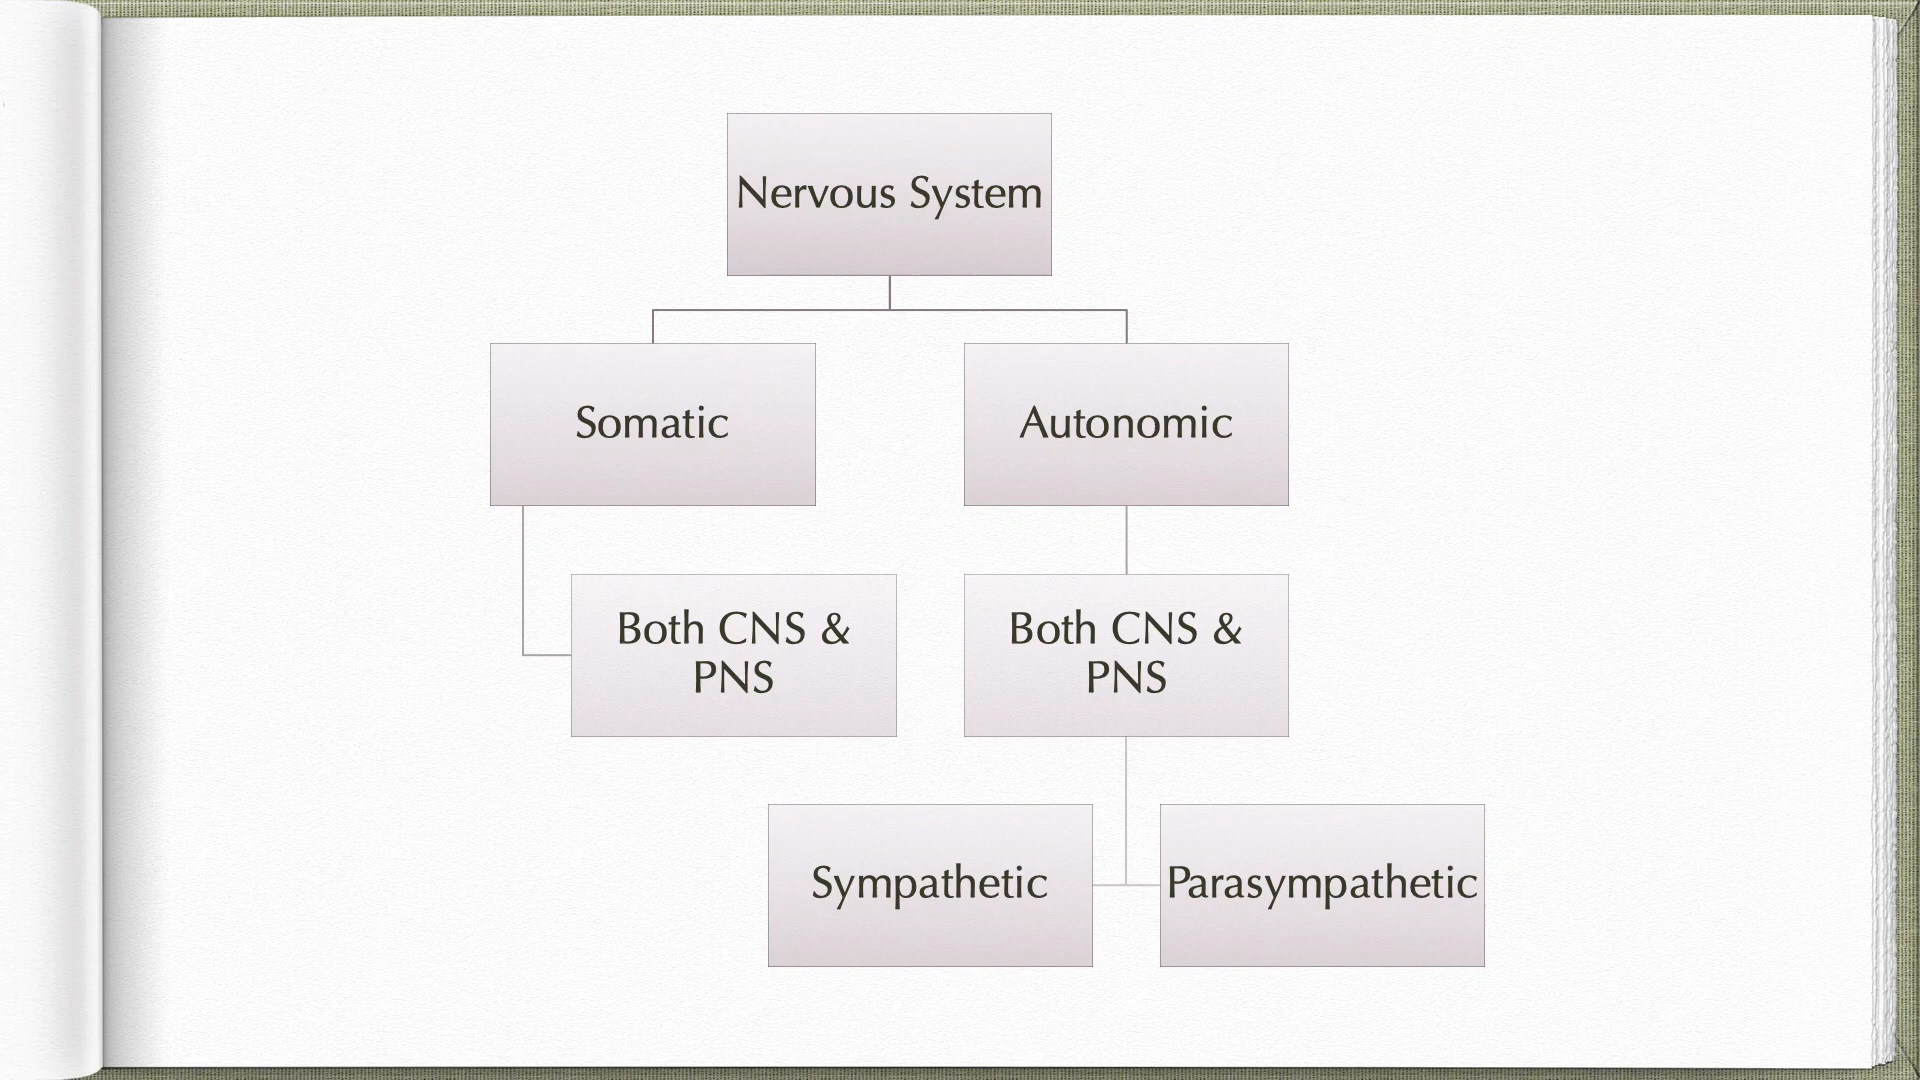 Nervous System
Somatic
Autonomic
Both CNS &
PNS
Both CNS &
PNS
Sympathetic
Parasympathetic